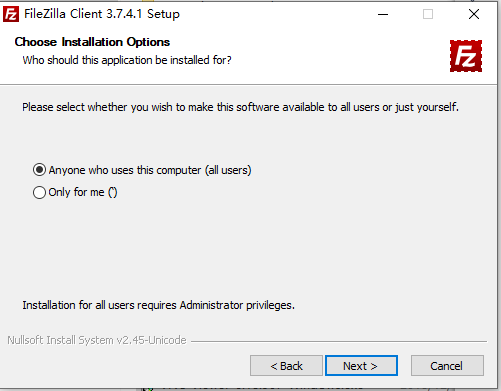 FileZilla Client 3.7.4.1 Setup
Choose Installation Options
Who should this application be installed for?
Fz
Please select whether you wish to make this software available to all users or just yourself.
Anyone who uses this computer (all users)
Only for me (')
Installation for all users requires Administrator privileges.
Nullsoft Install System v2.45-Unicode
< Back
Next >
Cancel